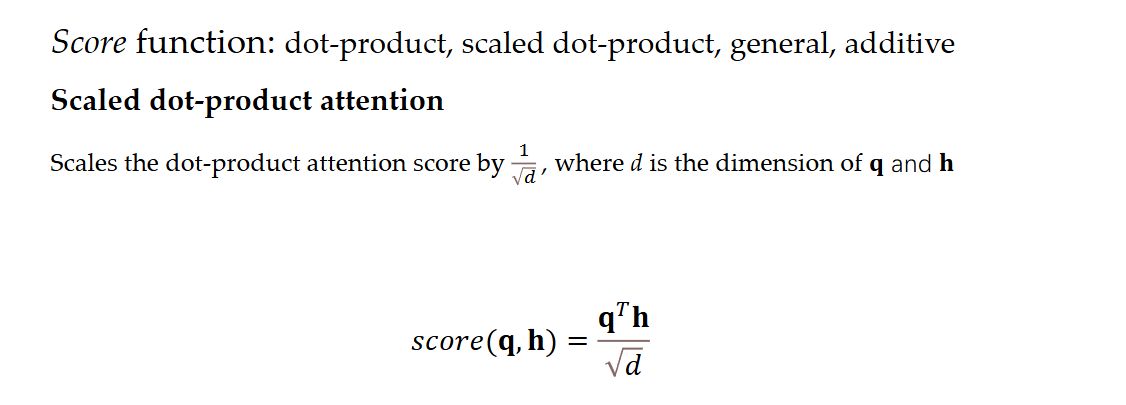 Score function: dot-product, scaled dot-product, general, additive
Scaled dot-product attention
Scales the dot-product attention score by 1/√d, where d is the dimension of q and h
score(q, h) = qᵀh/√d